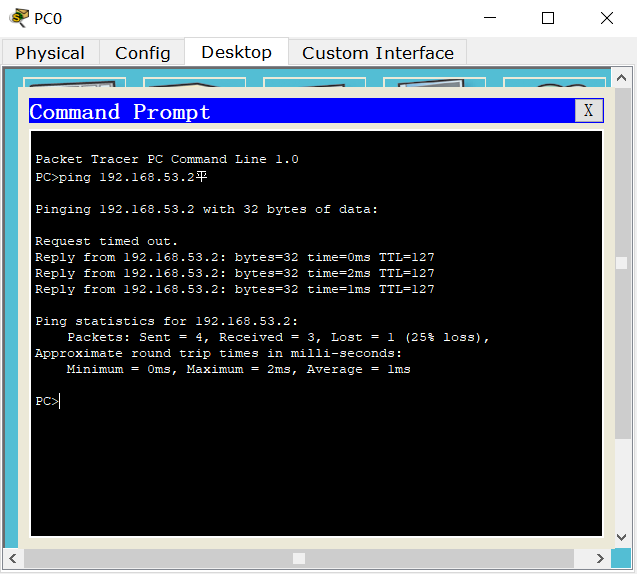 PC0
Physical Config Desktop Custom Interface
Command Prompt X
Packet Tracer PC Command Line 1.0
PC>ping 192.168.53.2平
Pinging 192.168.53.2 with 32 bytes of data:
Request timed out.
Reply from 192.168.53.2: bytes=32 time=0ms TTL=127
Reply from 192.168.53.2: bytes=32 time=2ms TTL=127
Reply from 192.168.53.2: bytes=32 time=1ms TTL=127
Ping statistics for 192.168.53.2:
Packets: Sent = 4, Received = 3, Lost = 1 (25% loss),
Approximate round trip times in milli-seconds:
Minimum = 0ms, Maximum = 2ms, Average = 1ms
PC>